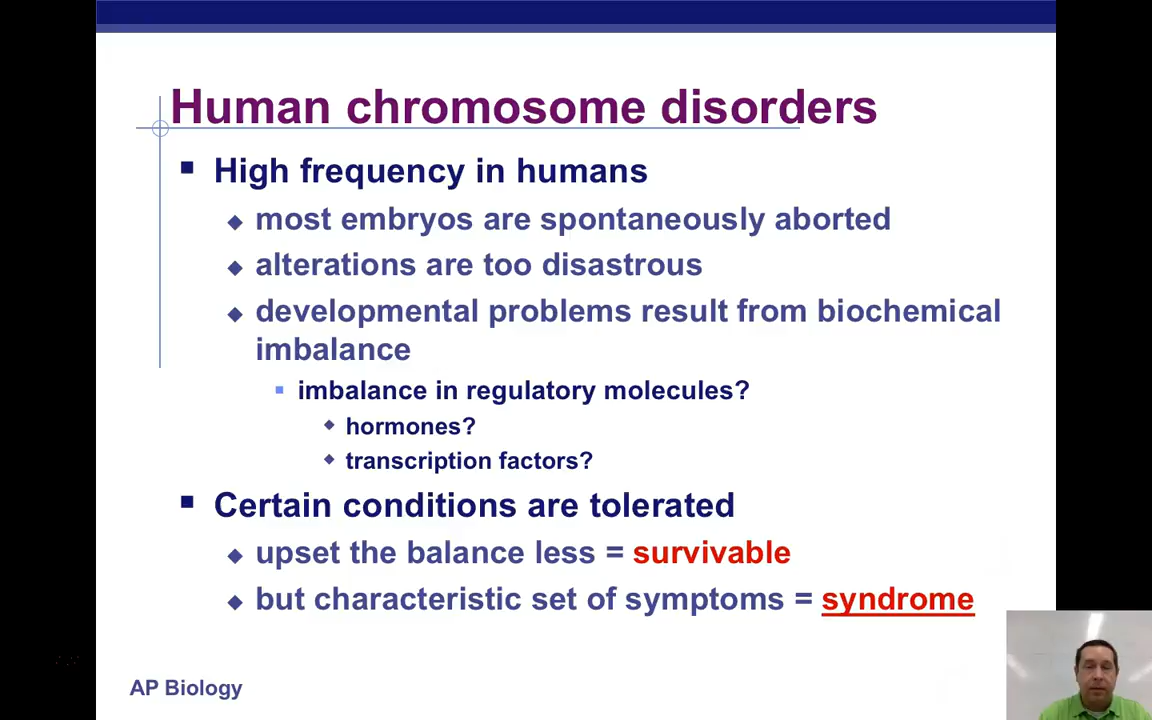 Human chromosome disorders
High frequency in humans
most embryos are spontaneously aborted
alterations are too disastrous
developmental problems result from biochemical
imbalance
imbalance in regulatory molecules?
hormones?
transcription factors?
Certain conditions are tolerated
upset the balance less = survivable
but characteristic set of symptoms = syndrome
AP Biology